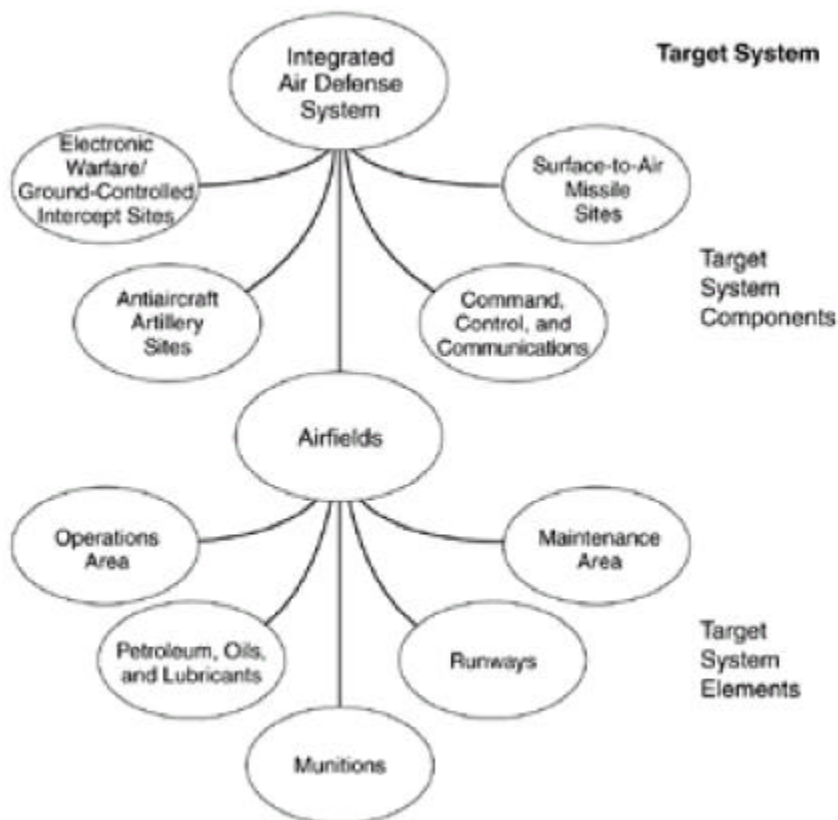 Integrated
Air Defense
System
Target System
Electronic
Warfare/
Ground-Controlled
Intercept Sites
Surface-to-Air
Missile
Sites
Antiaircraft
Artillery
Sites
Command,
Control, and
Communications
Target
System
Components
Airfields
Operations
Area
Maintenance
Area
Petroleum, Oils,
and Lubricants
Runways
Target
System
Elements
Munitions